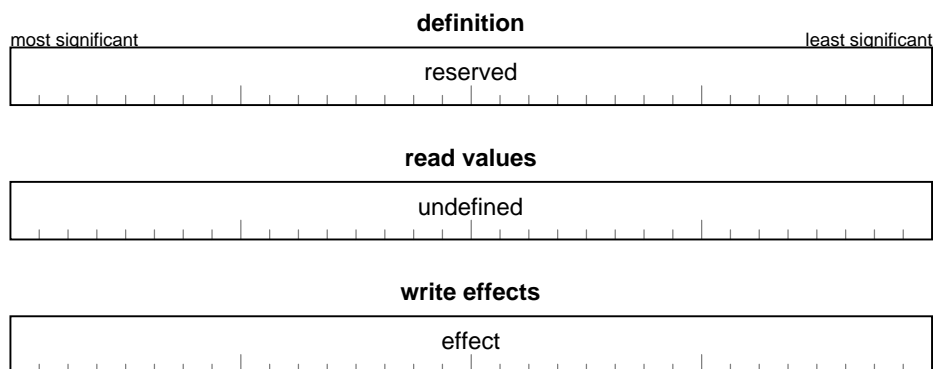 definition
most significant least significant
reserved
read values
undefined
write effects
effect